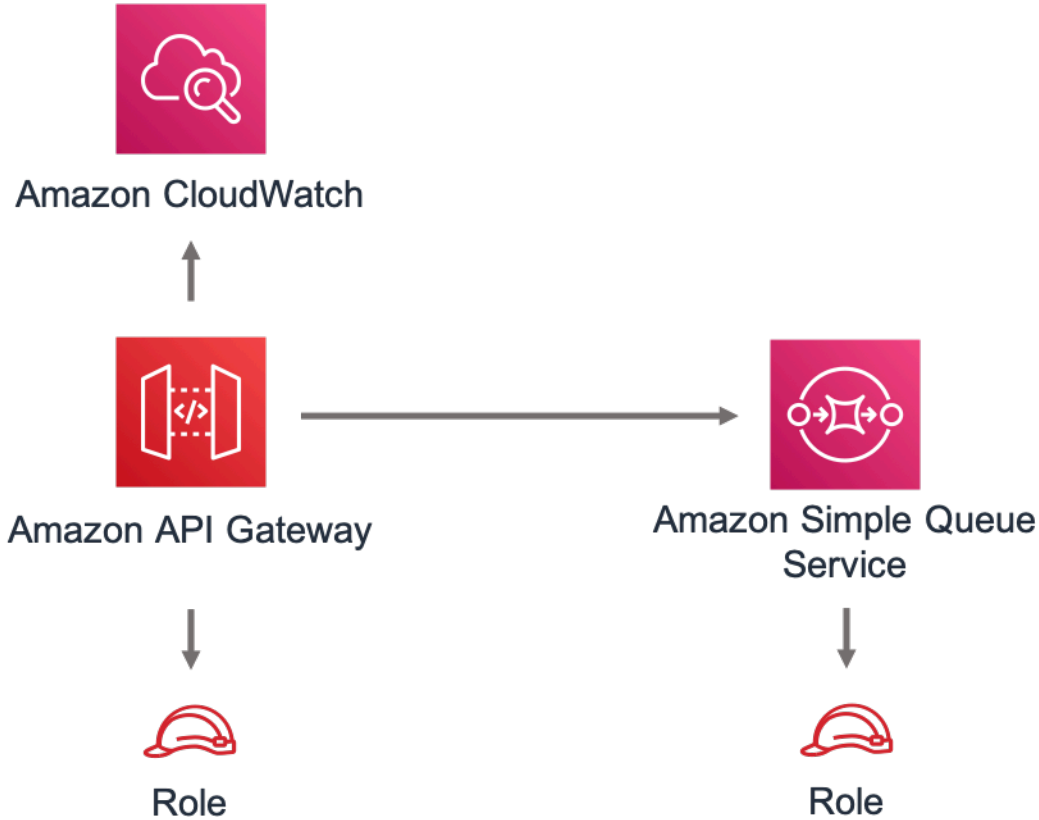 Amazon CloudWatch
</>
Amazon API Gateway
Amazon Simple Queue
Service
Role
Role